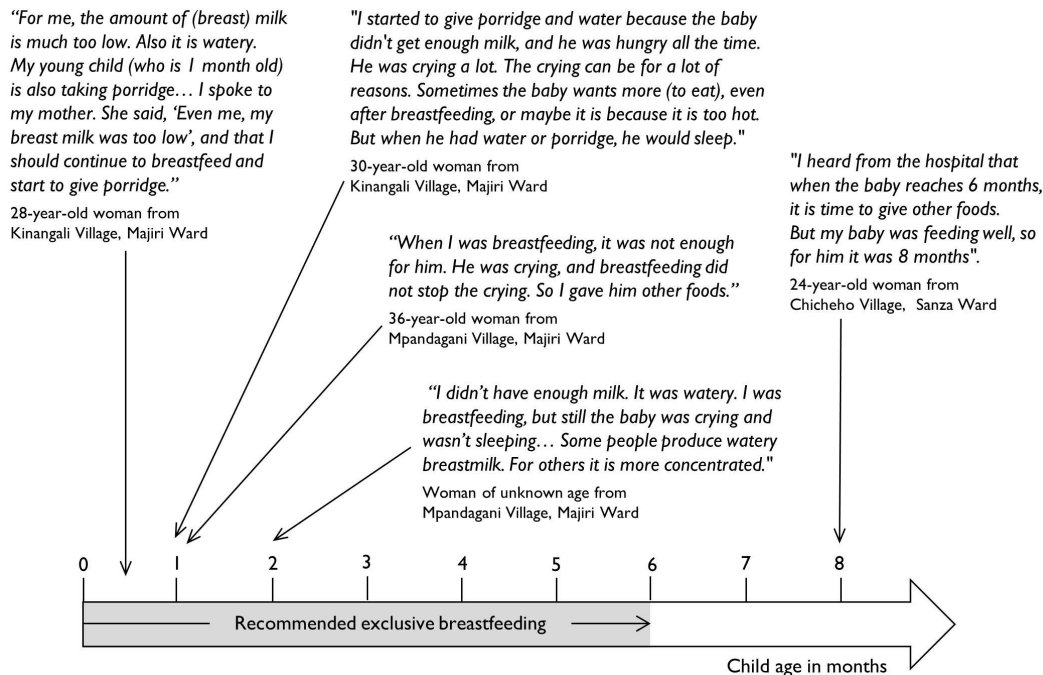 “For me, the amount of (breast) milk
is much too low. Also it is watery.
My young child (who is 1 month old)
is also taking porridge… I spoke to
my mother. She said, ‘Even me, my
breast milk was too low’, and that I
should continue to breastfeed and
start to give porridge.”
28-year-old woman from
Kinangali Village, Majiri Ward
"I started to give porridge and water because the baby
didn't get enough milk, and he was hungry all the time.
He was crying a lot. The crying can be for a lot of
reasons. Sometimes the baby wants more (to eat), even
after breastfeeding, or maybe it is because it is too hot.
But when he had water or porridge, he would sleep."
30-year-old woman from
Kinangali Village, Majiri Ward
"I heard from the hospital that
when the baby reaches 6 months,
it is time to give other foods.
But my baby was feeding well, so
for him it was 8 months".
24-year-old woman from
Chicheho Village, Sanza Ward
“When I was breastfeeding, it was not enough
for him. He was crying, and breastfeeding did
not stop the crying. So I gave him other foods.”
36-year-old woman from
Mpandagani Village, Majiri Ward
“I didn’t have enough milk. It was watery. I was
breastfeeding, but still the baby was crying and
wasn’t sleeping… Some people produce watery
breastmilk. For others it is more concentrated."
Woman of unknown age from
Mpandagani Village, Majiri Ward
0 1 2 3 4 5 6 7 8
Recommended exclusive breastfeeding
Child age in months